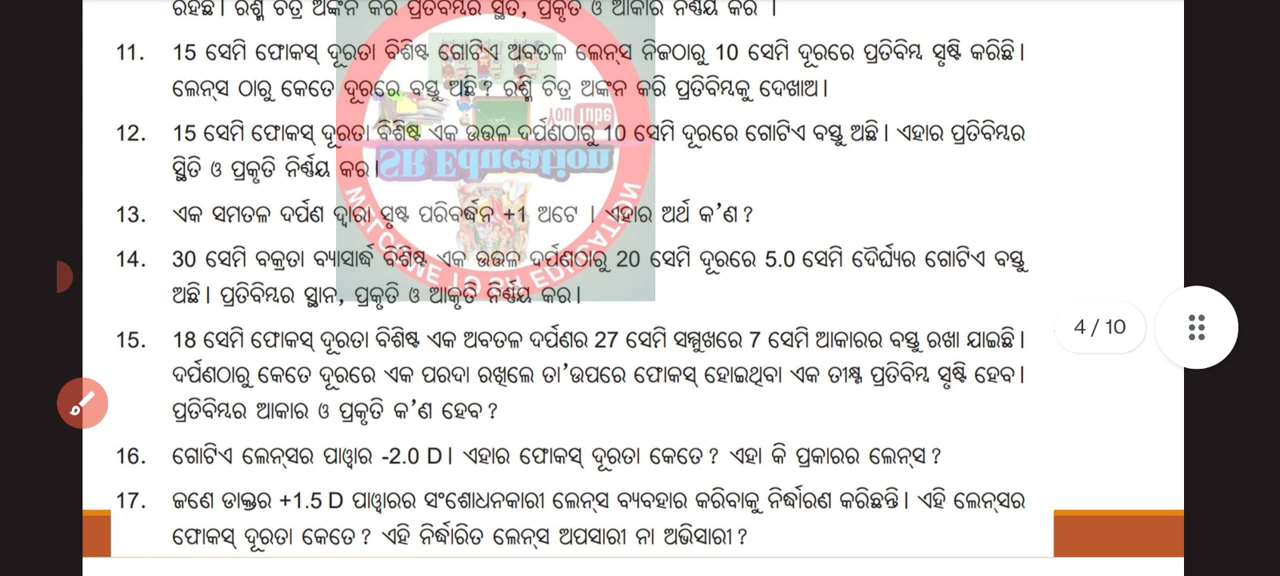 ରହିଛି। ରଶ୍ମି ଚିତ୍ର ଅଙ୍କନ କରି ପ୍ରତିବିମ୍ବର ସ୍ଥିତି, ପ୍ରକୃତି ଓ ଆକାର ନିର୍ଣ୍ଣୟ କର ।
11. 15 ସେମି ଫୋକସ୍ ଦୂରତା ବିଶିଷ୍ଟ ଗୋଟିଏ ଅବତଳ ଲେନ୍‌ସ ନିଜଠାରୁ 10 ସେମି ଦୂରରେ ପ୍ରତିବିମ୍ବ ସୃଷ୍ଟି କରିଛି।
ଲେନ୍‌ସ ଠାରୁ କେତେ ଦୂରରେ ବସ୍ତୁ ଅଛି ? ରଶ୍ମି ଚିତ୍ର ଅଙ୍କନ କରି ପ୍ରତିବିମ୍ବକୁ ଦେଖାଅ।
12. 15 ସେମି ଫୋକସ୍ ଦୂରତା ବିଶିଷ୍ଟ ଏକ ଉତ୍ତଳ ଦର୍ପଣଠାରୁ 10 ସେମି ଦୂରରେ ଗୋଟିଏ ବସ୍ତୁ ଅଛି। ଏହାର ପ୍ରତିବିମ୍ବର
ସ୍ଥିତି ଓ ପ୍ରକୃତି ନିର୍ଣ୍ଣୟ କର।
YouTube
SR Education
13. ଏକ ସମତଳ ଦର୍ପଣ ଦ୍ୱାରା ସୃଷ୍ଟ ପରିବର୍ଦ୍ଧନ +1 ଅଟେ । ଏହାର ଅର୍ଥ କ'ଣ ?
14. 30 ସେମି ବକ୍ରତା ବ୍ୟାସାର୍ଦ୍ଧ ବିଶିଷ୍ଟ ଏକ ଉତ୍ତଳ ଦର୍ପଣଠାରୁ 20 ସେମି ଦୂରରେ 5.0 ସେମି ଦୈର୍ଘ୍ୟର ଗୋଟିଏ ବସ୍ତୁ
ଅଛି। ପ୍ରତିବିମ୍ବର ସ୍ଥାନ, ପ୍ରକୃତି ଓ ଆକୃତି ନିର୍ଣ୍ଣୟ କର।
WELCOME TO SR EDUCATION
15. 18 ସେମି ଫୋକସ୍ ଦୂରତା ବିଶିଷ୍ଟ ଏକ ଅବତଳ ଦର୍ପଣର 27 ସେମି ସମ୍ମୁଖରେ 7 ସେମି ଆକାରର ବସ୍ତୁ ରଖା ଯାଇଛି।
ଦର୍ପଣଠାରୁ କେତେ ଦୂରରେ ଏକ ପରଦା ରଖିଲେ ତା'ଉପରେ ଫୋକସ୍ ହୋଇଥିବା ଏକ ତୀକ୍ଷ୍ଣ ପ୍ରତିବିମ୍ବ ସୃଷ୍ଟି ହେବ।
ପ୍ରତିବିମ୍ବର ଆକାର ଓ ପ୍ରକୃତି କ'ଣ ହେବ ?
4 / 10
16. ଗୋଟିଏ ଲେନ୍‌ସର ପାଓ୍ୱାର -2.0 D। ଏହାର ଫୋକସ୍ ଦୂରତା କେତେ ? ଏହା କି ପ୍ରକାରର ଲେନ୍‌ସ ?
17. ଜଣେ ଡାକ୍ତର +1.5 D ପାଓ୍ୱାରର ସଂଶୋଧନକାରୀ ଲେନ୍‌ସ ବ୍ୟବହାର କରିବାକୁ ନିର୍ଦ୍ଧାରଣ କରିଛନ୍ତି। ଏହି ଲେନ୍‌ସର
ଫୋକସ୍ ଦୂରତା କେତେ ? ଏହି ନିର୍ଦ୍ଧାରିତ ଲେନ୍‌ସ ଅପସାରୀ ନା ଅଭିସାରୀ ?